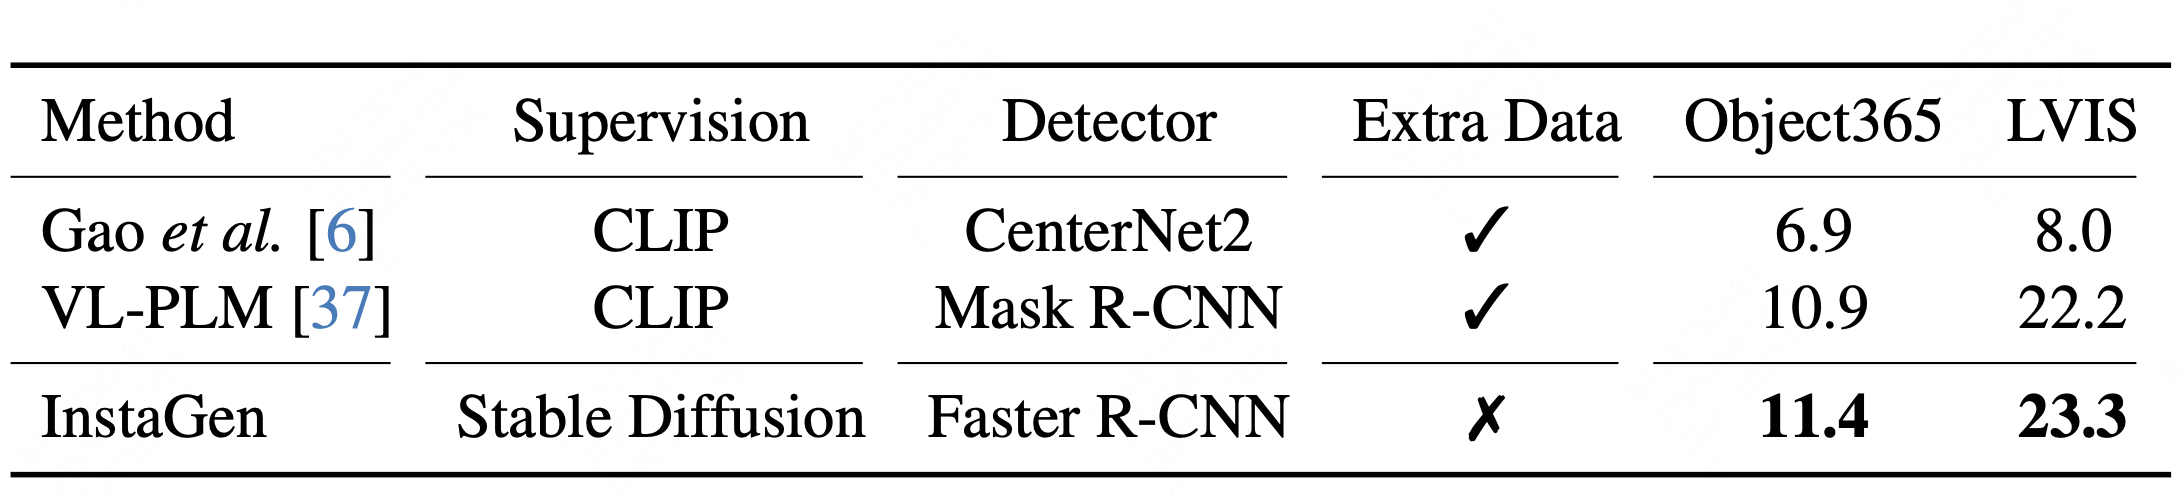 Method Supervision Detector Extra Data Object365 LVIS
Gao et al. [6] CLIP CenterNet2 ✓ 6.9 8.0
VL-PLM [37] CLIP Mask R-CNN ✓ 10.9 22.2
InstaGen Stable Diffusion Faster R-CNN ✗ 11.4 23.3